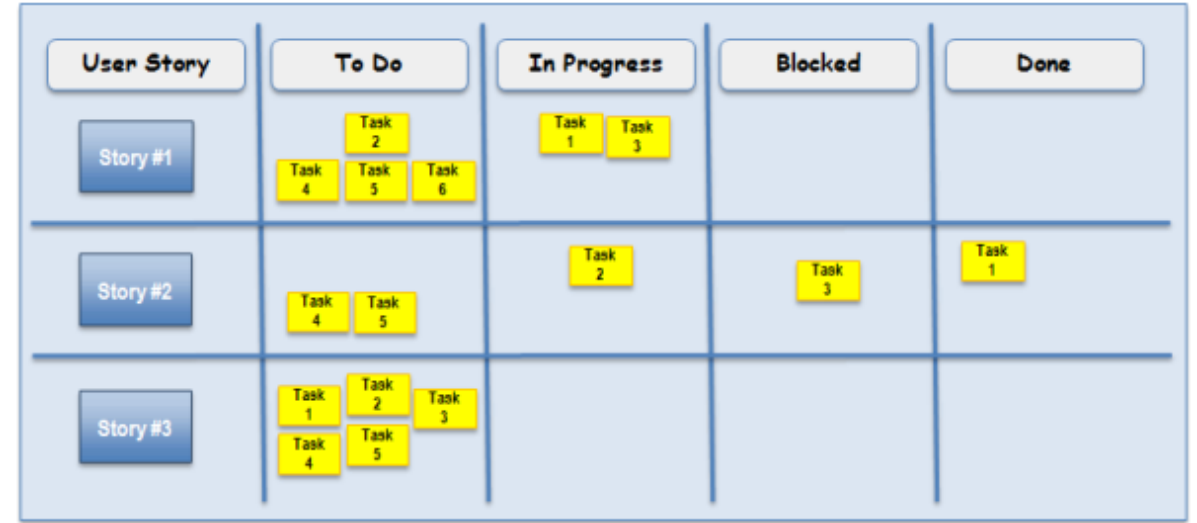 User Story
To Do
In Progress
Blocked
Done
Story #1
Task
2
Task
4
Task
5
Task
6
Task
1
Task
3
Story #2
Task
4
Task
5
Task
2
Task
3
Task
1
Story #3
Task
1
Task
2
Task
3
Task
4
Task
5